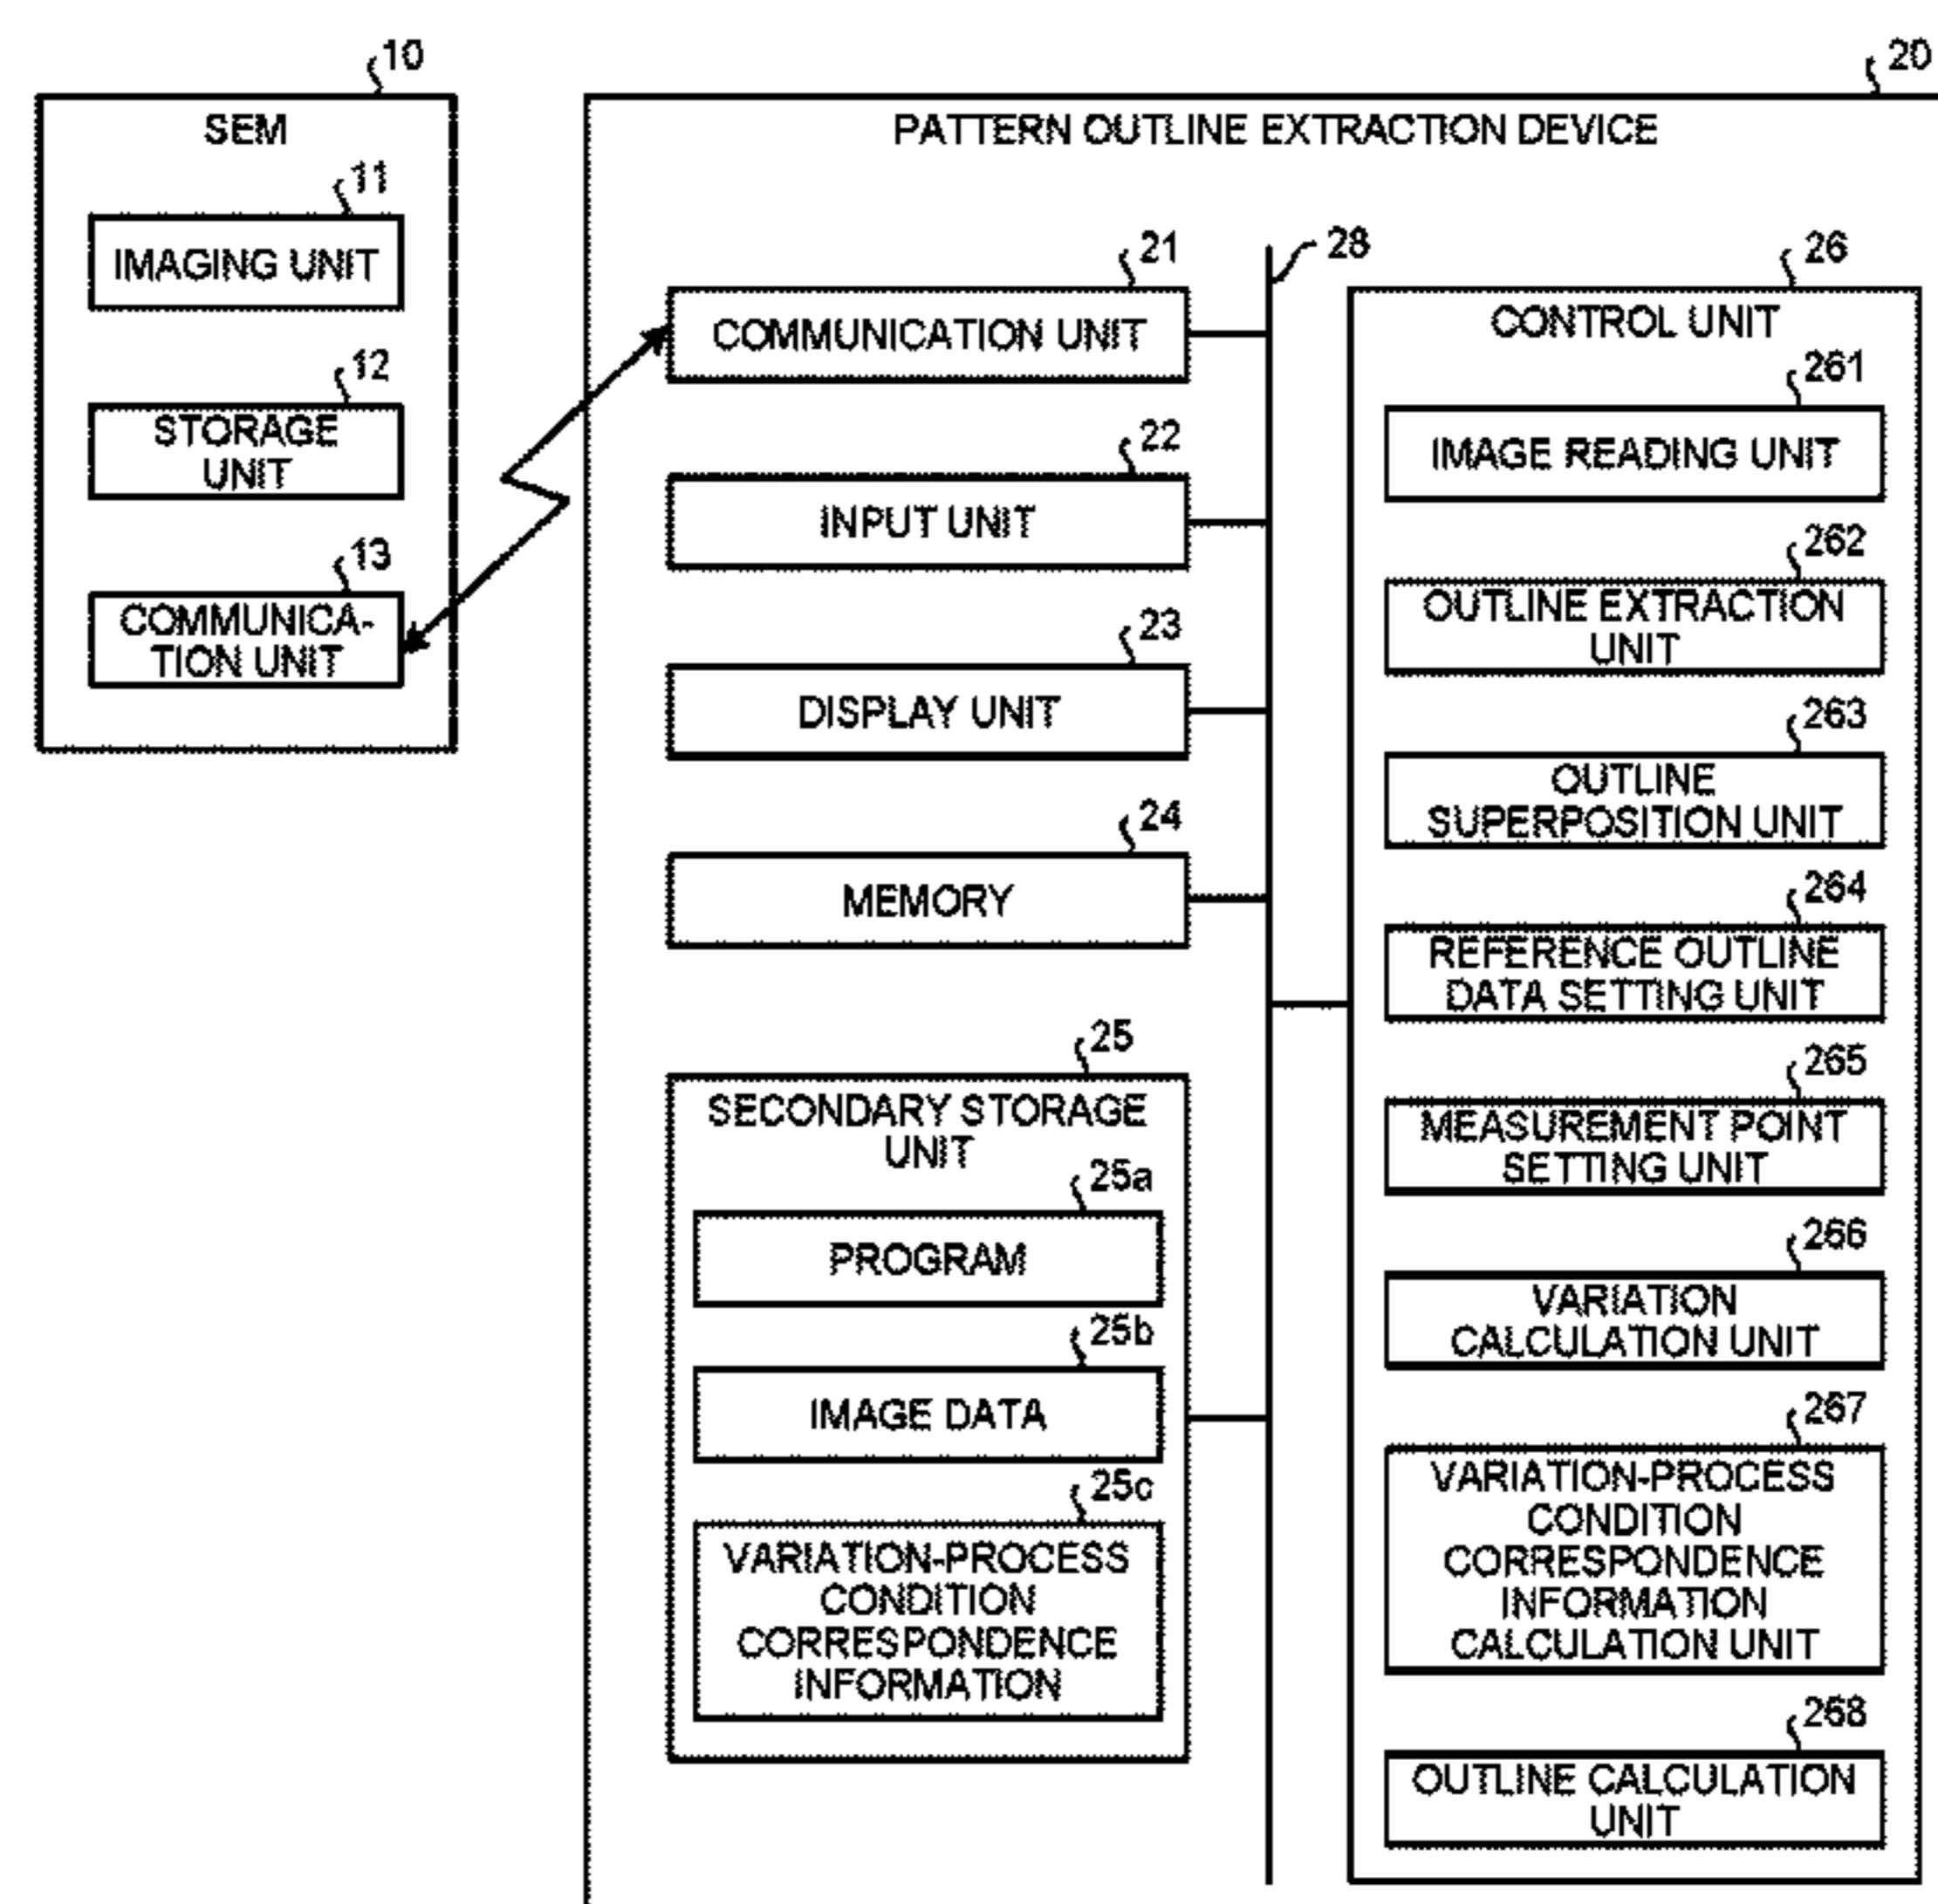 10
SEM
11
IMAGING UNIT
12
STORAGE
UNIT
13
COMMUNICA-
TION UNIT
20
PATTERN OUTLINE EXTRACTION DEVICE
21
COMMUNICATION UNIT
22
INPUT UNIT
23
DISPLAY UNIT
24
MEMORY
25
SECONDARY STORAGE
UNIT
25a
PROGRAM
25b
IMAGE DATA
25c
VARIATION-PROCESS
CONDITION
CORRESPONDENCE
INFORMATION
28
26
CONTROL UNIT
261
IMAGE READING UNIT
262
OUTLINE EXTRACTION
UNIT
263
OUTLINE
SUPERPOSITION UNIT
264
REFERENCE OUTLINE
DATA SETTING UNIT
265
MEASUREMENT POINT
SETTING UNIT
266
VARIATION
CALCULATION UNIT
267
VARIATION-PROCESS
CONDITION
CORRESPONDENCE
INFORMATION
CALCULATION UNIT
268
OUTLINE CALCULATION
UNIT